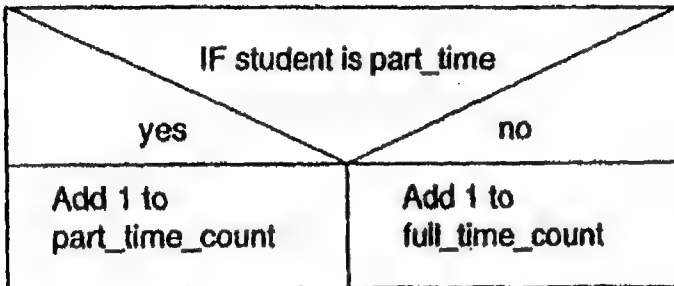 IF student is part_time
yes
no
Add 1 to
part_time_count
Add 1 to
full_time_count